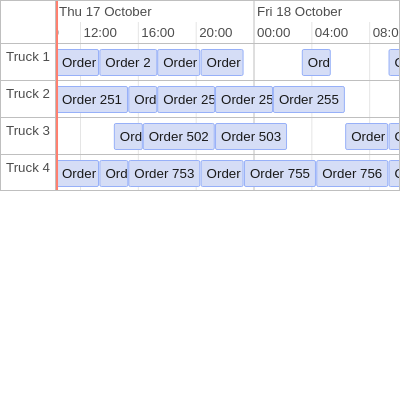 Thu 17 October Fri 18 October
12:00 16:00 20:00 00:00 04:00 08:0
Truck 1 Order Order 2 Order Order Ord
Truck 2 Order 251 Ord Order 25 Order 25 Order 255
Truck 3 Ord Order 502 Order 503 Order
Truck 4 Order Ord Order 753 Order Order 755 Order 756